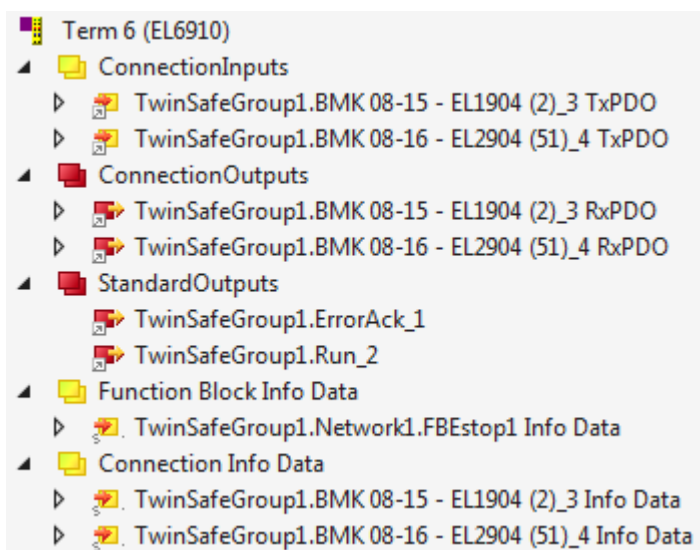 Term 6 (EL6910)
ConnectionInputs
TwinSafeGroup1.BMK 08-15 - EL1904 (2)_3 TxPDO
TwinSafeGroup1.BMK 08-16 - EL2904 (51)_4 TxPDO
ConnectionOutputs
TwinSafeGroup1.BMK 08-15 - EL1904 (2)_3 RxPDO
TwinSafeGroup1.BMK 08-16 - EL2904 (51)_4 RxPDO
StandardOutputs
TwinSafeGroup1.ErrorAck_1
TwinSafeGroup1.Run_2
Function Block Info Data
TwinSafeGroup1.Network1.FBEstop1 Info Data
Connection Info Data
TwinSafeGroup1.BMK 08-15 - EL1904 (2)_3 Info Data
TwinSafeGroup1.BMK 08-16 - EL2904 (51)_4 Info Data